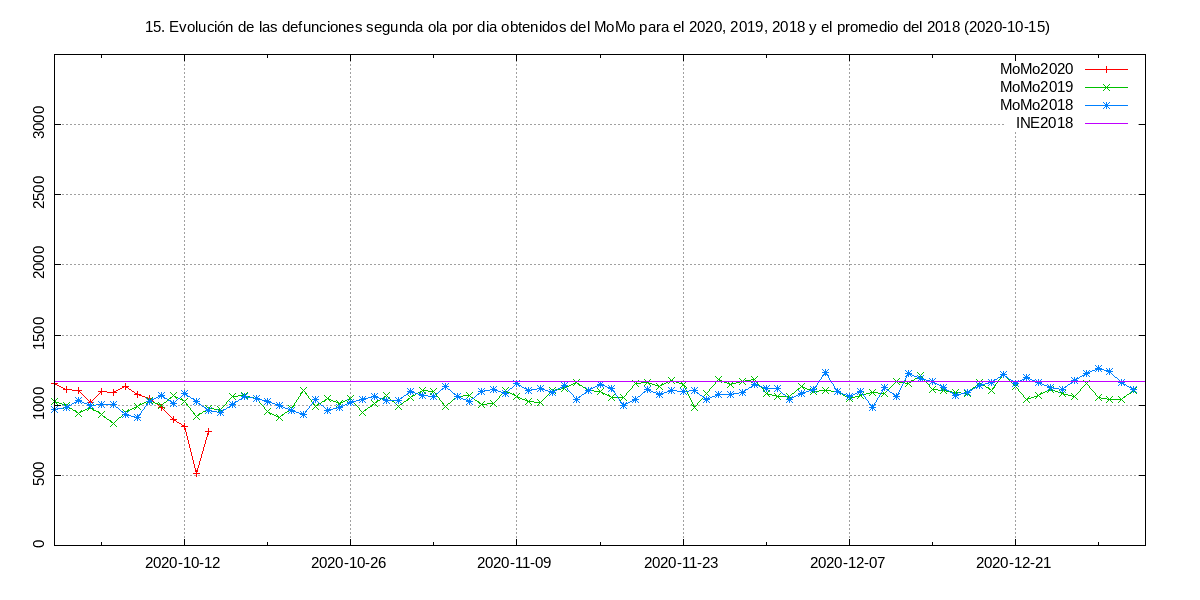 15. Evolución de las defunciones segunda ola por dia obtenidos del MoMo para el 2020, 2019, 2018 y el promedio del 2018 (2020-10-15)
MoMo2020
MoMo2019
MoMo2018
INE2018
3000
2500
2000
1500
1000
500
0
2020-10-12 2020-10-26 2020-11-09 2020-11-23 2020-12-07 2020-12-21